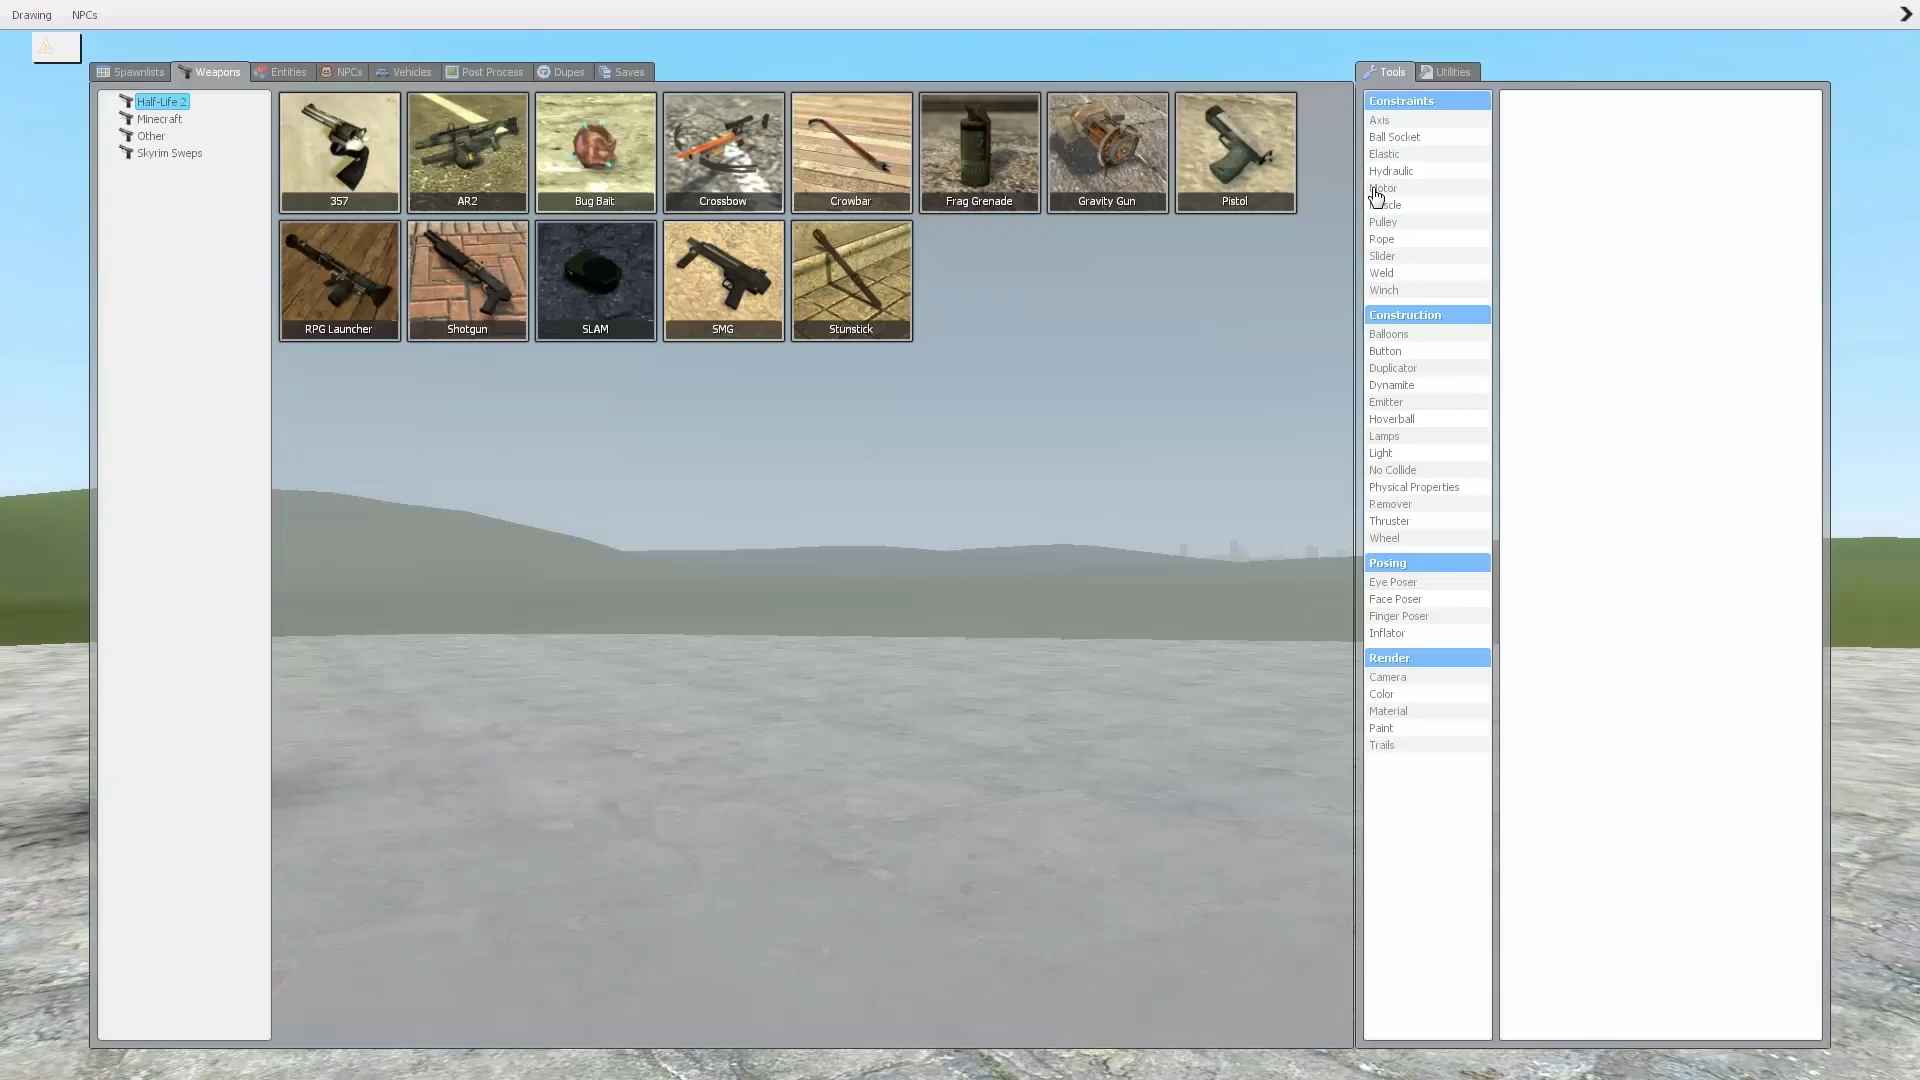 Drawing NPCs
Spawnlists Weapons Entities NPCs Vehicles Post Process Dupes Saves
Half-Life 2
Minecraft
Other
Skyrim Sweps
357 AR2 Bug Bait Crossbow Crowbar Frag Grenade Gravity Gun Pistol
RPG Launcher Shotgun SLAM SMG Stunstick
Tools Utilities
Constraints
Axis
Ball Socket
Elastic
Hydraulic
Motor
Muscle
Pulley
Rope
Slider
Weld
Winch
Construction
Balloons
Button
Duplicator
Dynamite
Emitter
Hoverball
Lamps
Light
No Collide
Physical Properties
Remover
Thruster
Wheel
Posing
Eye Poser
Face Poser
Finger Poser
Inflator
Render
Camera
Color
Material
Paint
Trails